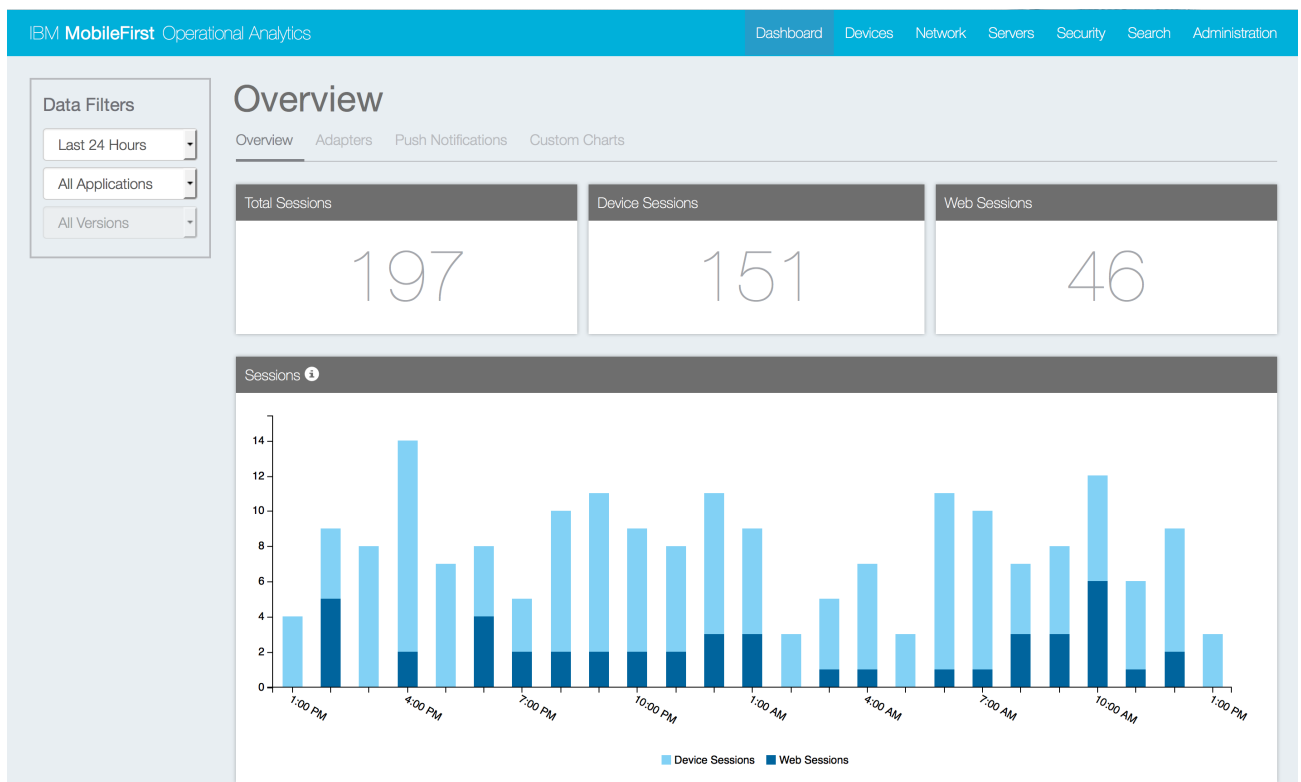 IBM MobileFirst Operational Analytics
Dashboard Devices Network Servers Security Search Administration
Data Filters
Last 24 Hours
All Applications
All Versions
Overview
Overview Adapters Push Notifications Custom Charts
Total Sessions
197
Device Sessions
151
Web Sessions
46
Sessions
14
12
10
8
6
4
2
0
1:00 PM 4:00 PM 7:00 PM 10:00 PM 1:00 AM 4:00 AM 7:00 AM 10:00 AM 1:00 PM
Device Sessions Web Sessions